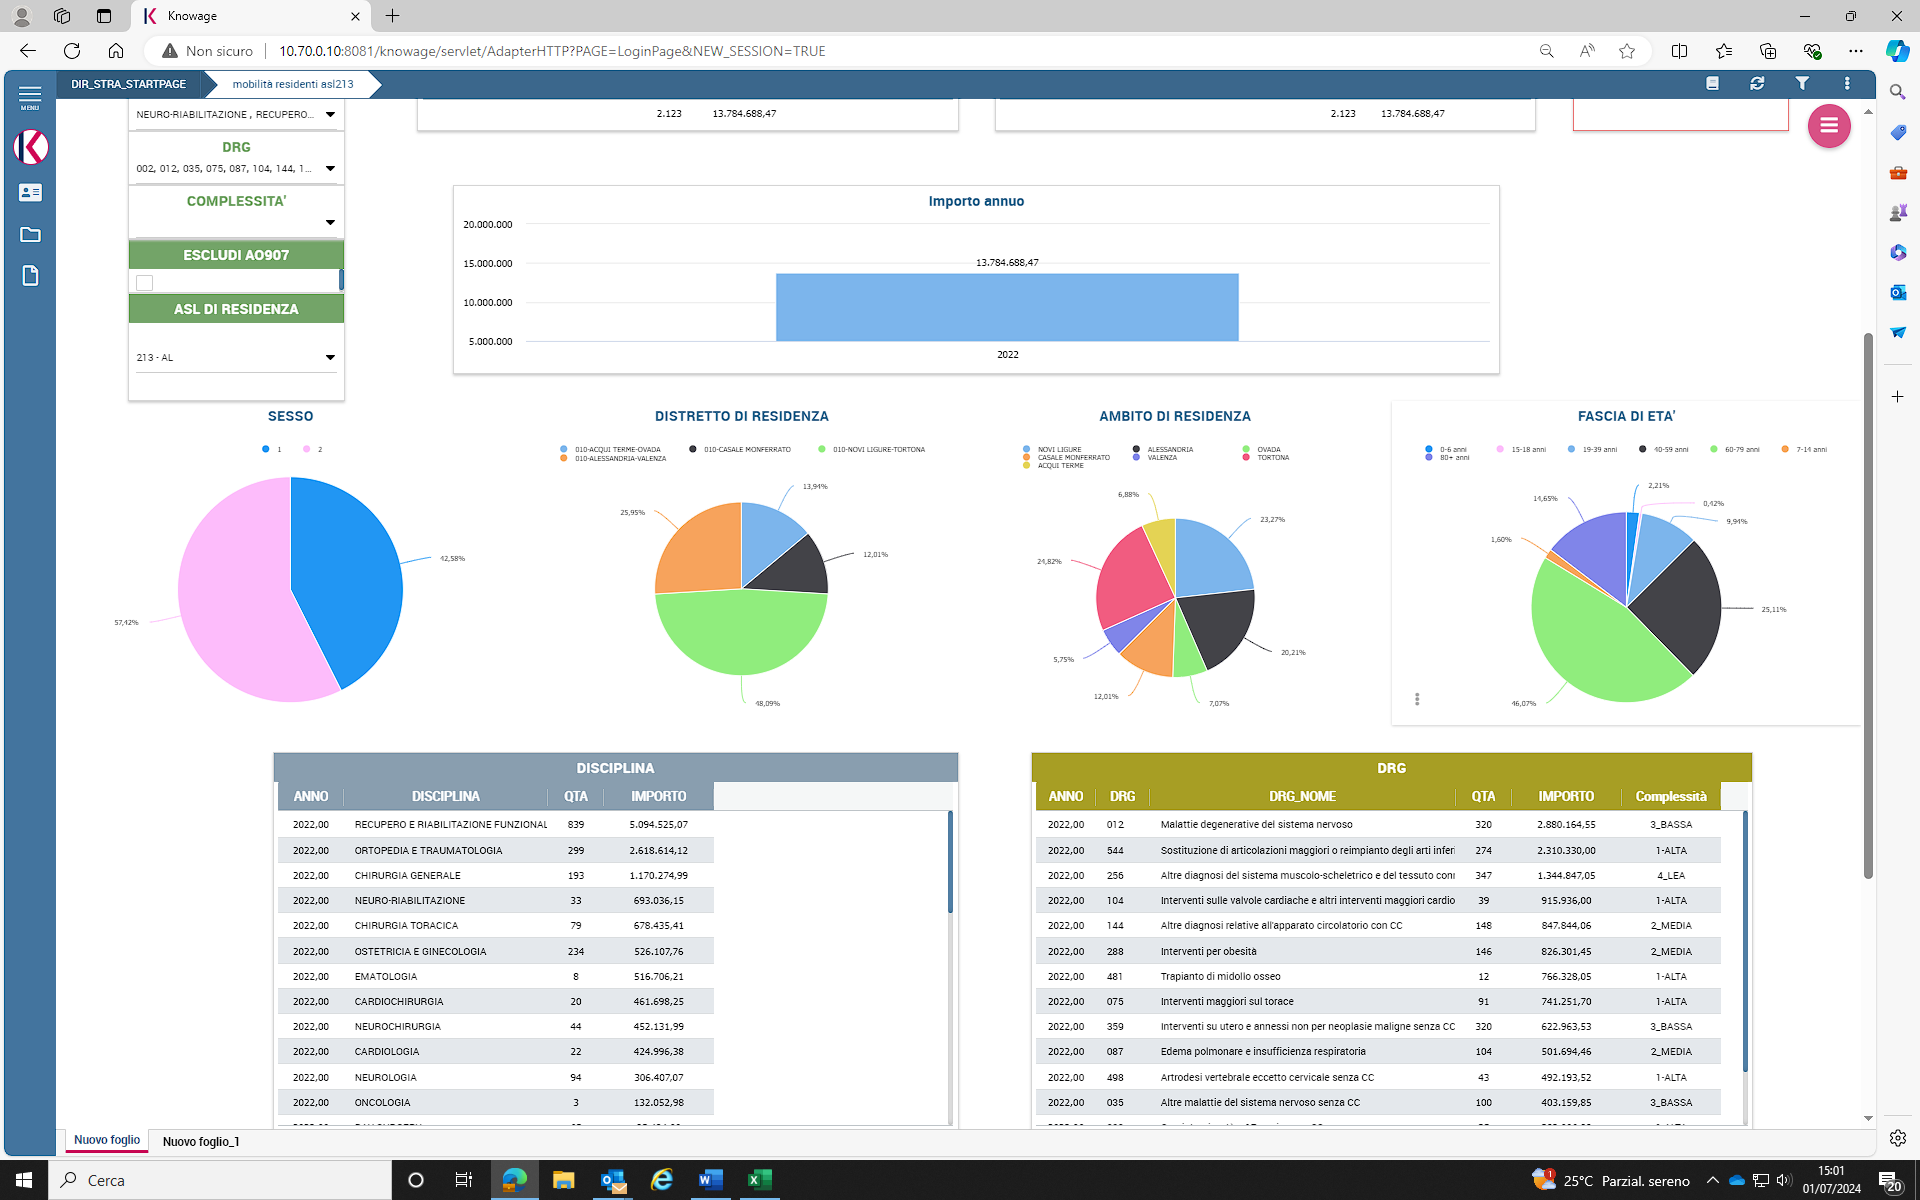 Knowage
Non sicuro
10.70.0.10:8081/knowage/servlet/AdapterHTTP?PAGE=LoginPage&NEW_SESSION=TRUE
MENU
DIR_STRA_STARTPAGE
mobilità residenti asl213
NEURO-RIABILITAZIONE , RECUPERO...
2.123 13.784.688,47
2.123 13.784.688,47
DRG
002, 012, 035, 075, 087, 104, 144, 1...
COMPLESSITA'
ESCLUDI AO907
ASL DI RESIDENZA
213 - AL
Importo annuo
20.000.000
15.000.000
10.000.000
5.000.000
13.784.688,47
2022
SESSO
1 2
42,58%
57,42%
DISTRETTO DI RESIDENZA
010-ACQUI TERME-OVADA 010-CASALE MONFERRATO 010-NOVI LIGURE-TORTONA
010-ALESSANDRIA-VALENZA
13,94%
25,95%
12,01%
48,09%
AMBITO DI RESIDENZA
NOVI LIGURE ALESSANDRIA OVADA
CASALE MONFERRATO VALENZA TORTONA
ACQUI TERME
6,88%
23,27%
24,82%
20,21%
5,75%
12,01%
7,07%
FASCIA DI ETA'
0-6 anni 15-18 anni 19-39 anni 40-59 anni 60-79 anni 7-14 anni
80+ anni
2,21%
14,65%
0,42%
9,94%
1,60%
25,11%
46,07%
DISCIPLINA
ANNO DISCIPLINA QTA IMPORTO
2022,00 RECUPERO E RIABILITAZIONE FUNZIONAL 839 5.094.525,07
2022,00 ORTOPEDIA E TRAUMATOLOGIA 299 2.618.614,12
2022,00 CHIRURGIA GENERALE 193 1.170.274,99
2022,00 NEURO-RIABILITAZIONE 33 693.036,15
2022,00 CHIRURGIA TORACICA 79 678.435,41
2022,00 OSTETRICIA E GINECOLOGIA 234 526.107,76
2022,00 EMATOLOGIA 8 516.706,21
2022,00 CARDIOCHIRURGIA 20 461.698,25
2022,00 NEUROCHIRURGIA 44 452.131,99
2022,00 CARDIOLOGIA 22 424.996,38
2022,00 NEUROLOGIA 94 306.407,07
2022,00 ONCOLOGIA 3 132.052,98
DRG
ANNO DRG DRG_NOME QTA IMPORTO Complessità
2022,00 012 Malattie degenerative del sistema nervoso 320 2.880.164,55 3_BASSA
2022,00 544 Sostituzione di articolazioni maggiori o reimpianto degli arti inferi 274 2.310.330,00 1-ALTA
2022,00 256 Altre diagnosi del sistema muscolo-scheletrico e del tessuto con 347 1.344.847,05 4_LEA
2022,00 104 Interventi sulle valvole cardiache e altri interventi maggiori cardio 39 915.936,00 1-ALTA
2022,00 144 Altre diagnosi relative all'apparato circolatorio con CC 148 847.844,06 2_MEDIA
2022,00 288 Interventi per obesità 146 826.301,45 2_MEDIA
2022,00 481 Trapianto di midollo osseo 12 766.328,05 1-ALTA
2022,00 075 Interventi maggiori sul torace 91 741.251,70 1-ALTA
2022,00 359 Interventi su utero e annessi non per neoplasie maligne senza CC 320 622.963,53 3_BASSA
2022,00 087 Edema polmonare e insufficienza respiratoria 104 501.694,46 2_MEDIA
2022,00 498 Artrodesi vertebrale eccetto cervicale senza CC 43 492.193,52 1-ALTA
2022,00 035 Altre malattie del sistema nervoso senza CC 100 403.159,85 3_BASSA
Nuovo foglio
Nuovo foglio_1
Cerca
1
25°C Parzial. sereno
15:01
01/07/2024
20